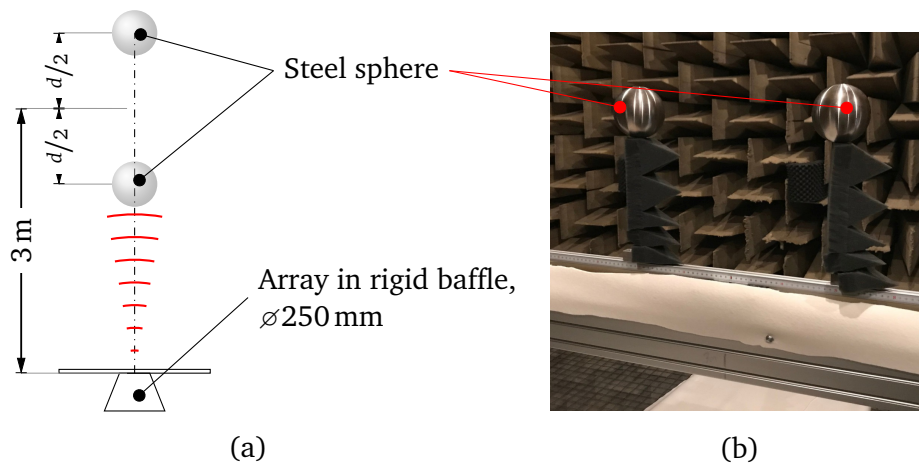 d/2
d/2
3 m
Steel sphere
Array in rigid baffle,
⌀250 mm
(a)
(b)